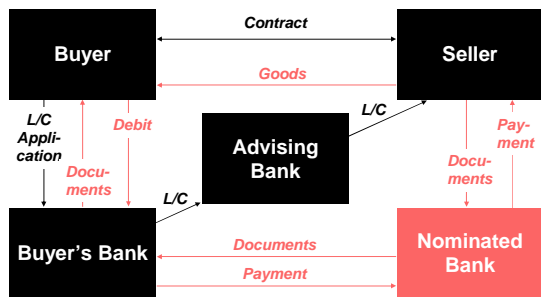 Contract
Buyer
Seller
Goods
L/C
Appli-
cation
Debit
L/C
Pay-
ment
Docu-
ments
Advising
Bank
Docu-
ments
L/C
Buyer's Bank
Documents
Payment
Nominated
Bank